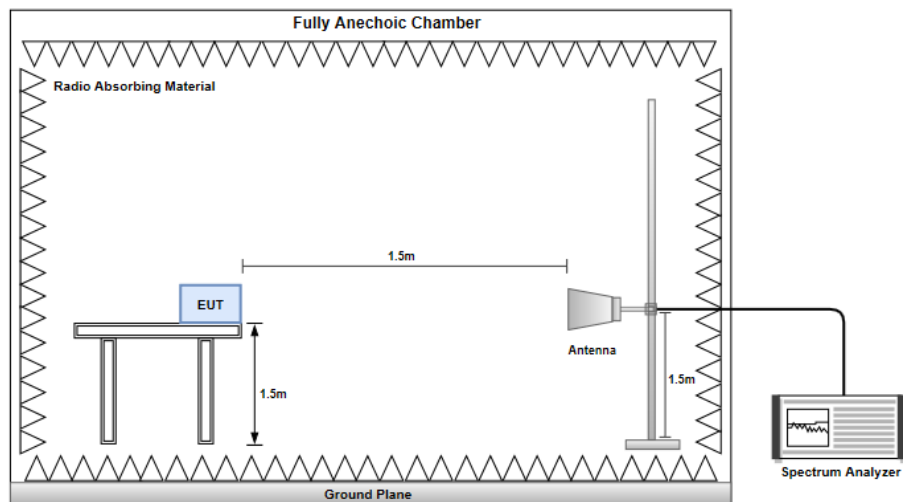 Fully Anechoic Chamber
Radio Absorbing Material
1.5m
EUT
Antenna
1.5m
1.5m
Spectrum Analyzer
Ground Plane